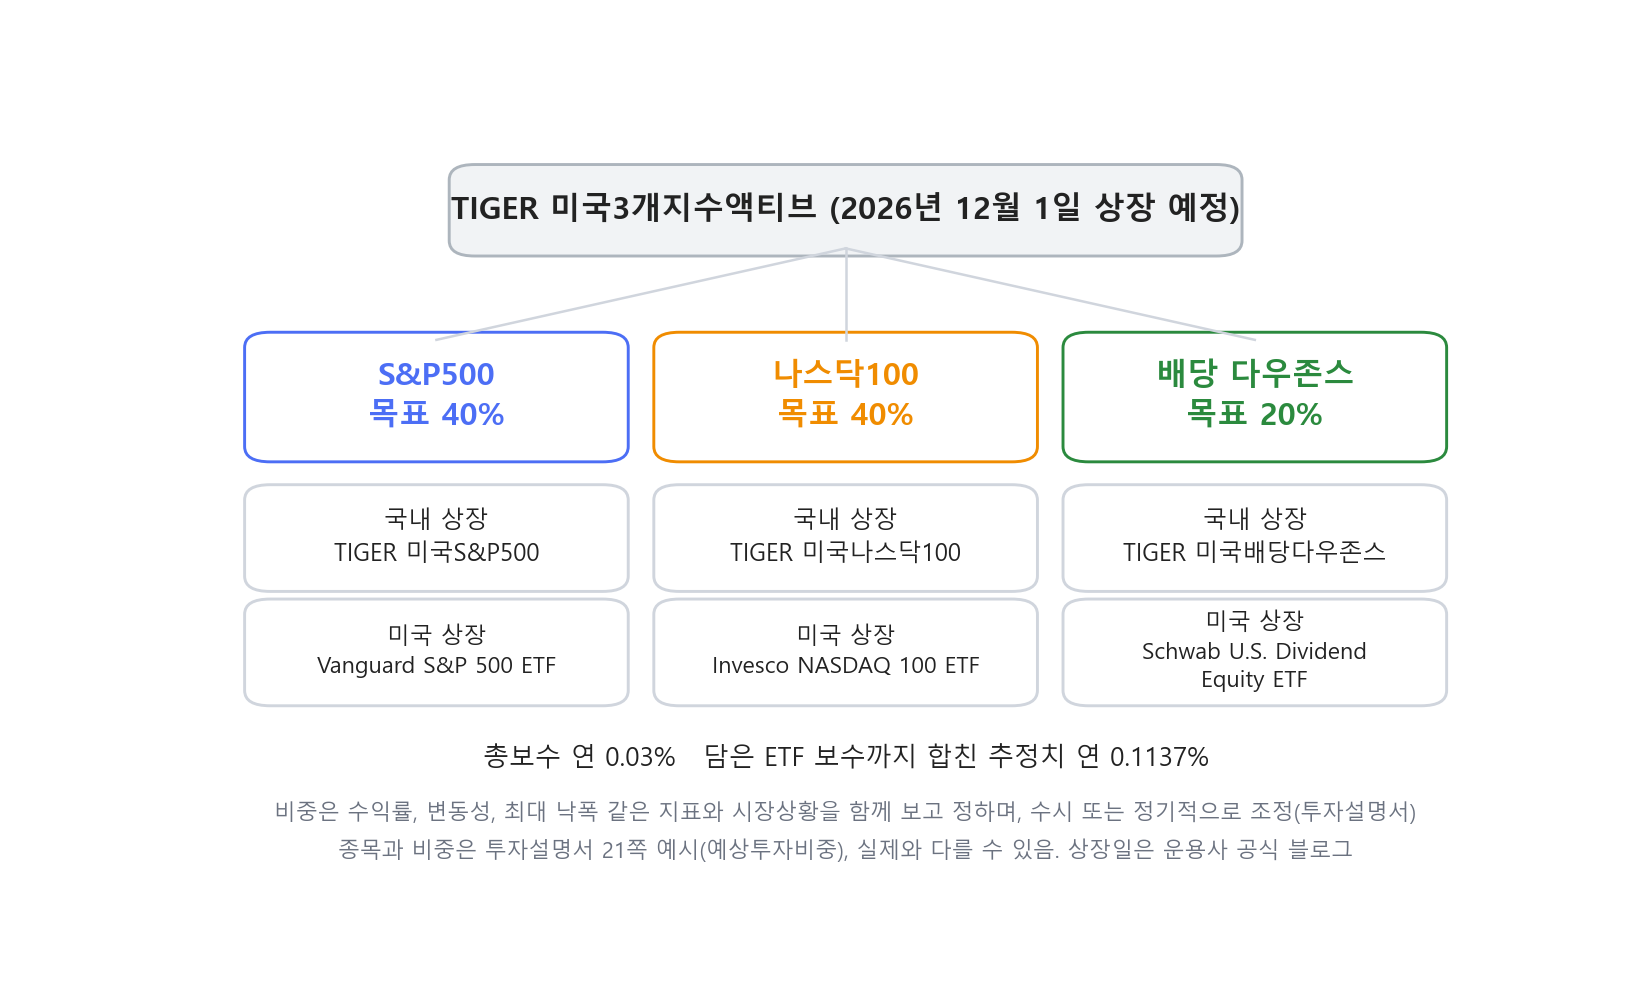 TIGER 미국3개지수액티브 (2026년 12월 1일 상장 예정)
S&P500
목표 40%
나스닥100
목표 40%
배당 다우존스
목표 20%
국내 상장
TIGER 미국S&P500
국내 상장
TIGER 미국나스닥100
국내 상장
TIGER 미국배당다우존스
미국 상장
Vanguard S&P 500 ETF
미국 상장
Invesco NASDAQ 100 ETF
미국 상장
Schwab U.S. Dividend
Equity ETF
총보수 연 0.03% 담은 ETF 보수까지 합친 추정치 연 0.1137%
비중은 수익률, 변동성, 최대 낙폭 같은 지표와 시장상황을 함께 보고 정하며, 수시 또는 정기적으로 조정(투자설명서)
종목과 비중은 투자설명서 21쪽 예시(예상투자비중), 실제와 다를 수 있음. 상장일은 운용사 공식 블로그